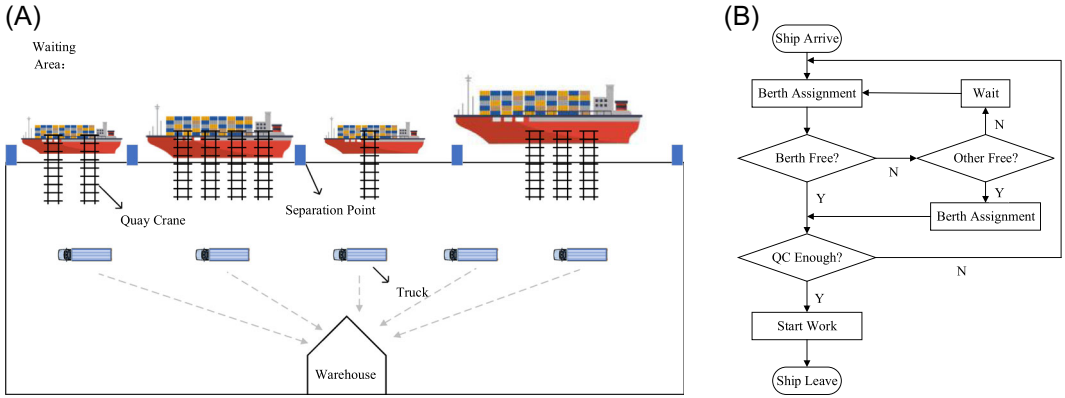 (A)
Waiting
Area:
Quay Crane
Separation Point
Truck
Warehouse
(B)
Ship Arrive
Berth Assignment
Wait
N
Berth Free?
Other Free?
N
Y
Y
Berth Assignment
QC Enough?
N
Y
Start Work
Ship Leave